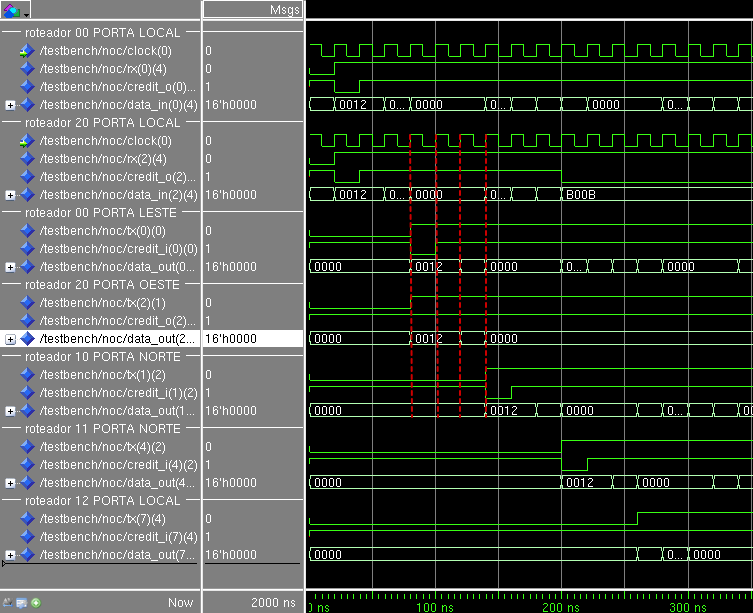 Msgs
roteador 00 PORTA LOCAL
/testbench/noc/clock(0) 0
/testbench/noc/rx(0)(4) 0
/testbench/noc/credit_o(0)... 1
/testbench/noc/data_in(0)(4) 16'h0000 0012 0... 0000 0... 0000 0...
roteador 20 PORTA LOCAL
/testbench/noc/clock(0) 0
/testbench/noc/rx(2)(4) 0
/testbench/noc/credit_o(2)... 1
/testbench/noc/data_in(2)(4) 16'h0000 0012 0... 0000 0... B00B
roteador 00 PORTA LESTE
/testbench/noc/tx(0)(0) 0
/testbench/noc/credit_i(0)(0) 1
/testbench/noc/data_out(0... 16'h0000 0000 0012 0000 0... 0000
roteador 20 PORTA OESTE
/testbench/noc/tx(2)(1) 0
/testbench/noc/credit_o(2)... 1
/testbench/noc/data_out(2... 16'h0000 0000 0012 0000
roteador 10 PORTA NORTE
/testbench/noc/tx(1)(2) 0
/testbench/noc/credit_i(1)(2) 1
/testbench/noc/data_out(1... 16'h0000 0000 0012 0000 0... 00
roteador 11 PORTA NORTE
/testbench/noc/tx(4)(2) 0
/testbench/noc/credit_i(4)(2) 1
/testbench/noc/data_out(4... 16'h0000 0000 0012 0000
roteador 12 PORTA LOCAL
/testbench/noc/tx(7)(4) 0
/testbench/noc/credit_i(7)(4) 1
/testbench/noc/data_out(7... 16'h0000 0000 0... 0000
Now 2000 ns 0 ns 100 ns 200 ns 300 ns